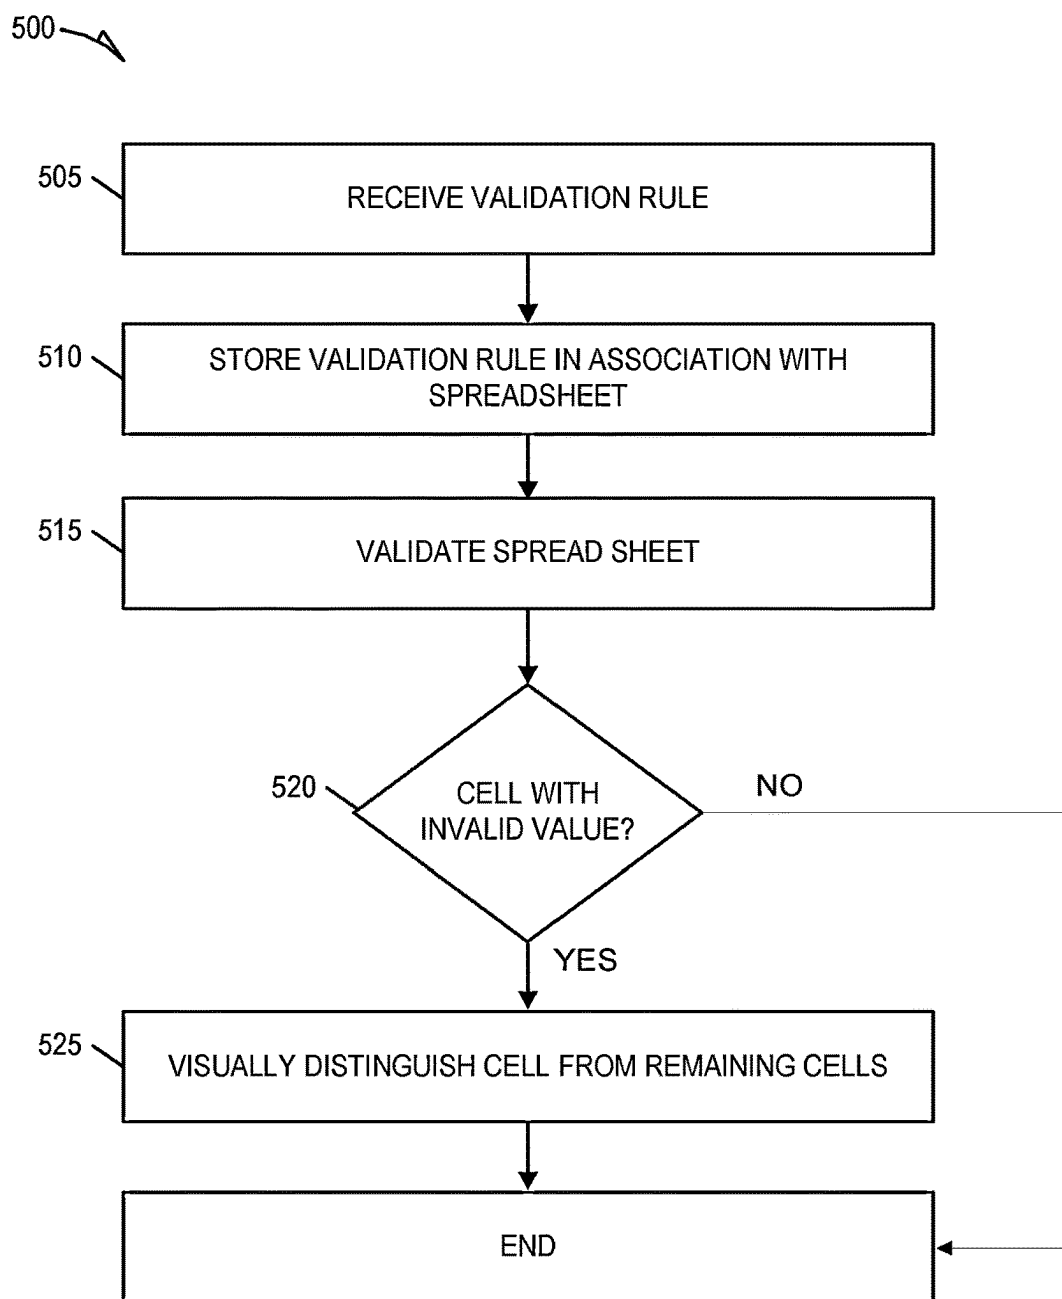 500
505
RECEIVE VALIDATION RULE
510
STORE VALIDATION RULE IN ASSOCIATION WITH
SPREADSHEET
515
VALIDATE SPREAD SHEET
520
CELL WITH
INVALID VALUE?
NO
YES
525
VISUALLY DISTINGUISH CELL FROM REMAINING CELLS
END